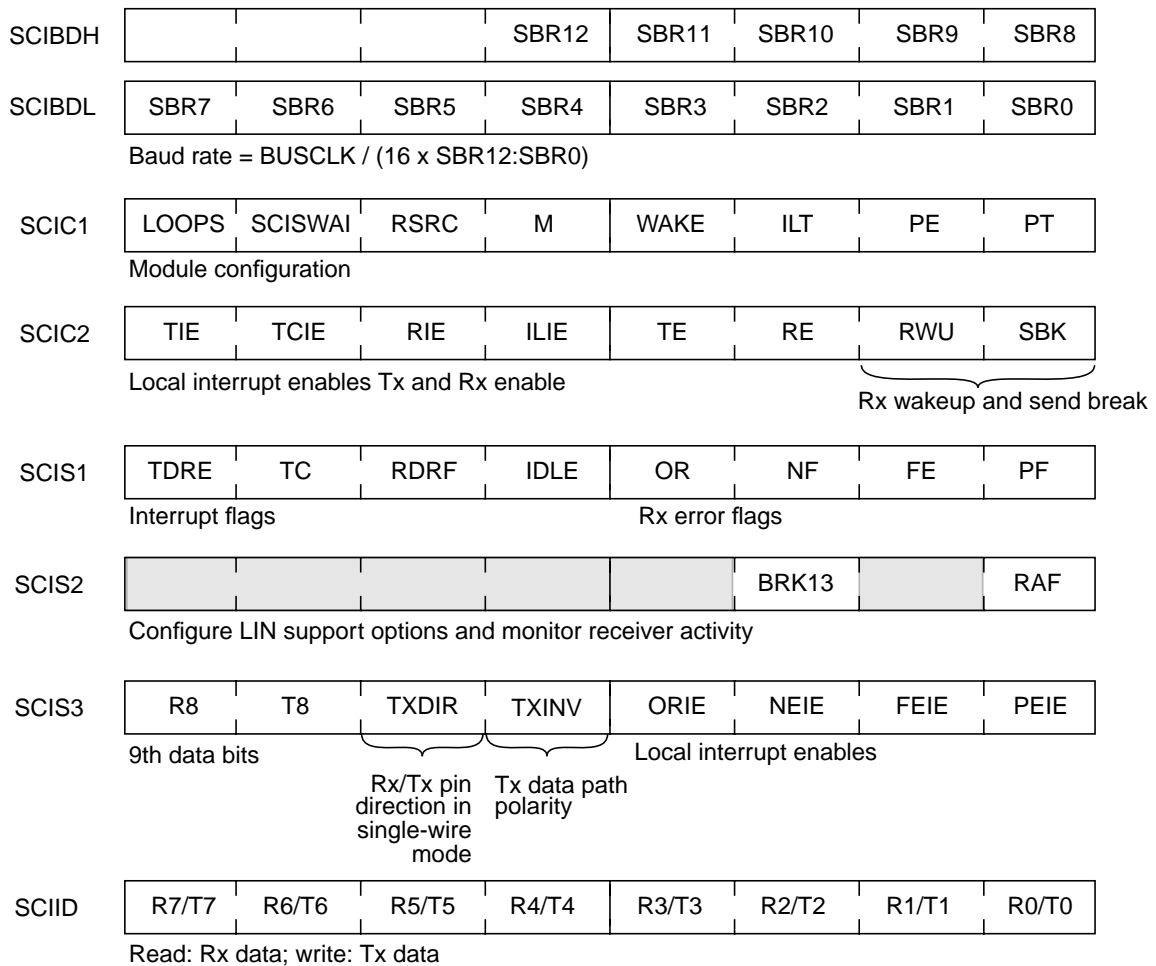 SCIBDH SBR12 SBR11 SBR10 SBR9 SBR8
SCIBDL SBR7 SBR6 SBR5 SBR4 SBR3 SBR2 SBR1 SBR0
Baud rate = BUSCLK / (16 x SBR12:SBR0)
SCIC1 LOOPS SCISWAI RSRC M WAKE ILT PE PT
Module configuration
SCIC2 TIE TCIE RIE ILIE TE RE RWU SBK
Local interrupt enables Tx and Rx enable
Rx wakeup and send break
SCIS1 TDRE TC RDRF IDLE OR NF FE PF
Interrupt flags Rx error flags
SCIS2 BRK13 RAF
Configure LIN support options and monitor receiver activity
SCIS3 R8 T8 TXDIR TXINV ORIE NEIE FEIE PEIE
9th data bits Local interrupt enables
Rx/Tx pin
direction in
single-wire
mode
Tx data path
polarity
SCIID R7/T7 R6/T6 R5/T5 R4/T4 R3/T3 R2/T2 R1/T1 R0/T0
Read: Rx data; write: Tx data